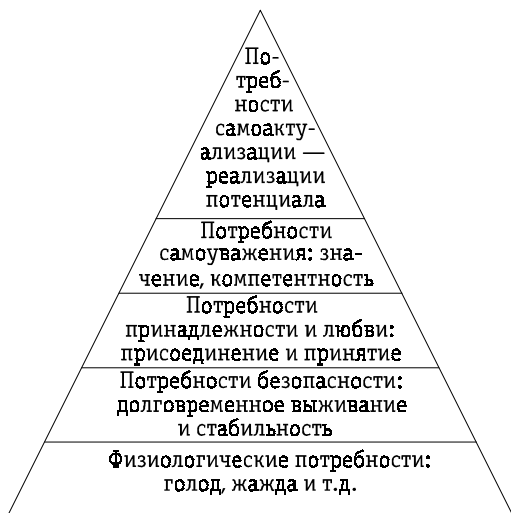 По-
треб-
ности
самоакту-
ализации —
реализации
потенциала
Потребности
самоуважения: зна-
чение, компетентность
Потребности
принадлежности и любви:
присоединение и принятие
Потребности безопасности:
долговременное выживание
и стабильность
Физиологические потребности:
голод, жажда и т.д.